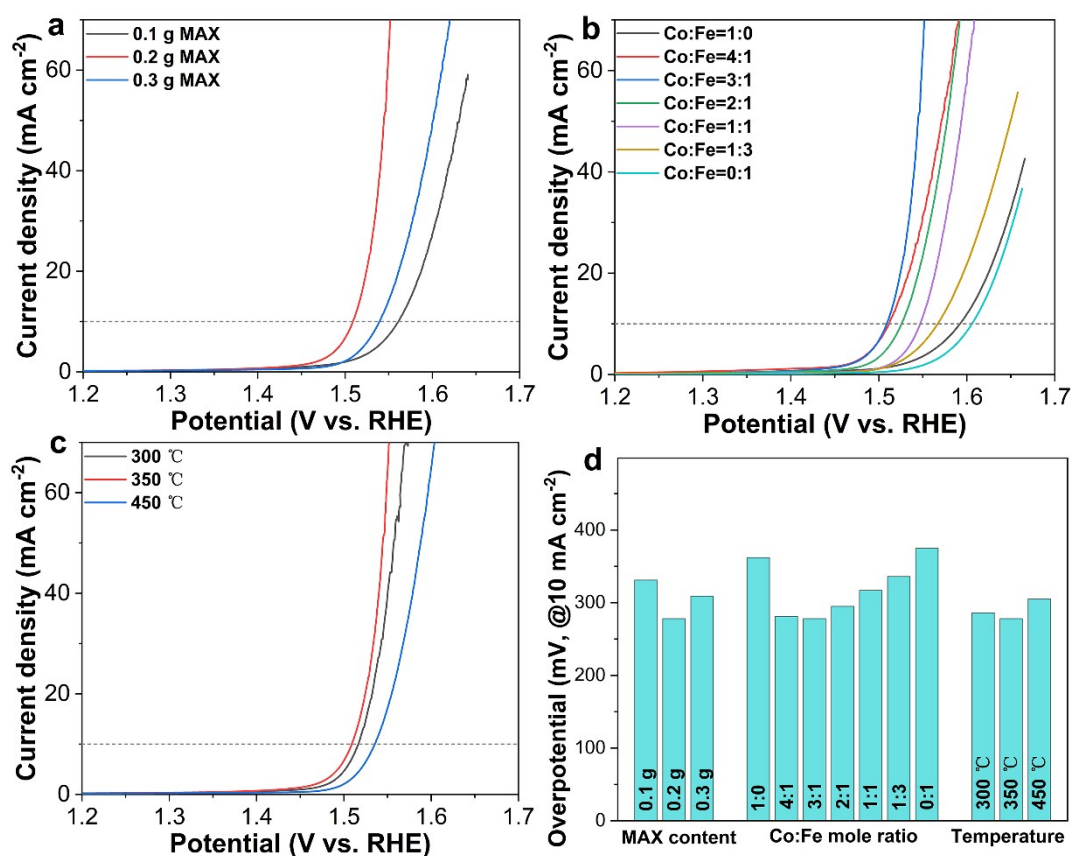 a
0.1 g MAX
0.2 g MAX
0.3 g MAX
Current density (mA cm⁻²)
60
40
20
0
1.2 1.3 1.4 1.5 1.6 1.7
Potential (V vs. RHE)
b
Co:Fe=1:0
Co:Fe=4:1
Co:Fe=3:1
Co:Fe=2:1
Co:Fe=1:1
Co:Fe=1:3
Co:Fe=0:1
Current density (mA cm⁻²)
60
40
20
0
1.2 1.3 1.4 1.5 1.6 1.7
Potential (V vs. RHE)
c
300 ℃
350 ℃
450 ℃
Current density (mA cm⁻²)
60
40
20
0
1.2 1.3 1.4 1.5 1.6 1.7
Potential (V vs. RHE)
d
Overpotential (mV, @10 mA cm⁻²)
400
300
200
100
0
0.1 g
0.2 g
0.3 g
1:0
4:1
3:1
2:1
1:1
1:3
0:1
300 ℃
350 ℃
450 ℃
MAX content
Co:Fe mole ratio
Temperature